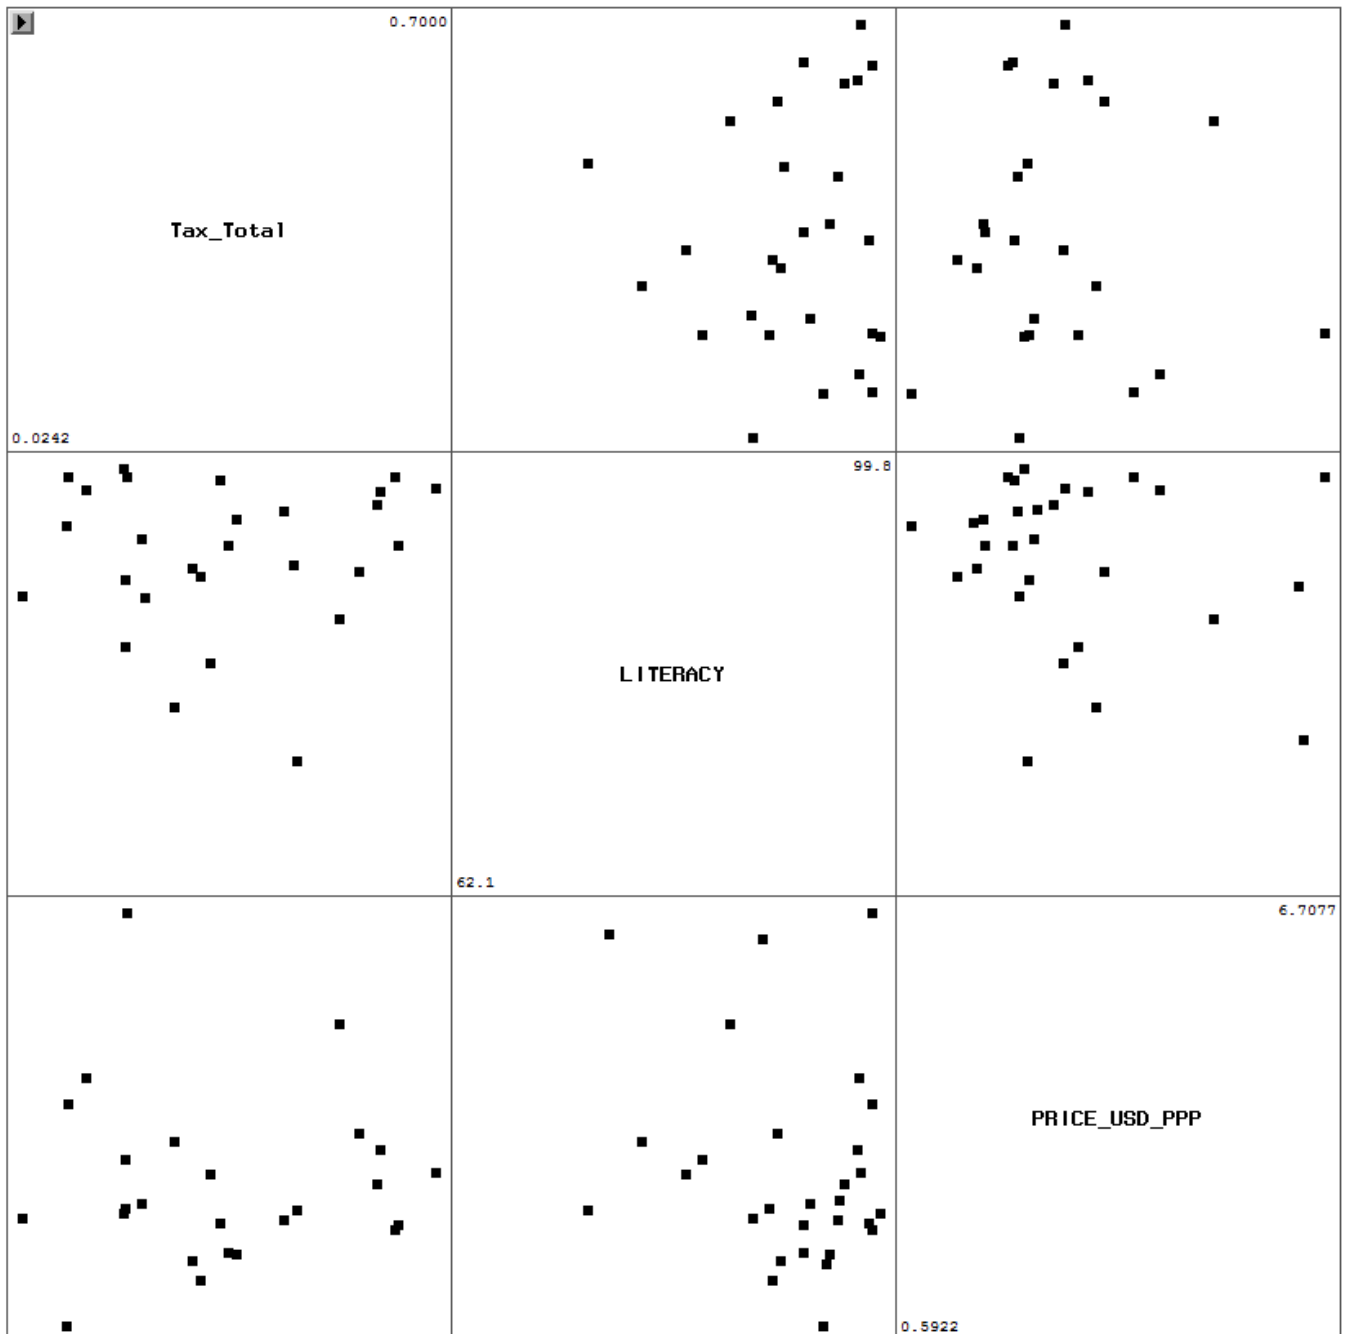 0.7000
Tax_Total
0.0242
99.8
LITERACY
62.1
6.7077
PRICE_USD_PPP
0.5922